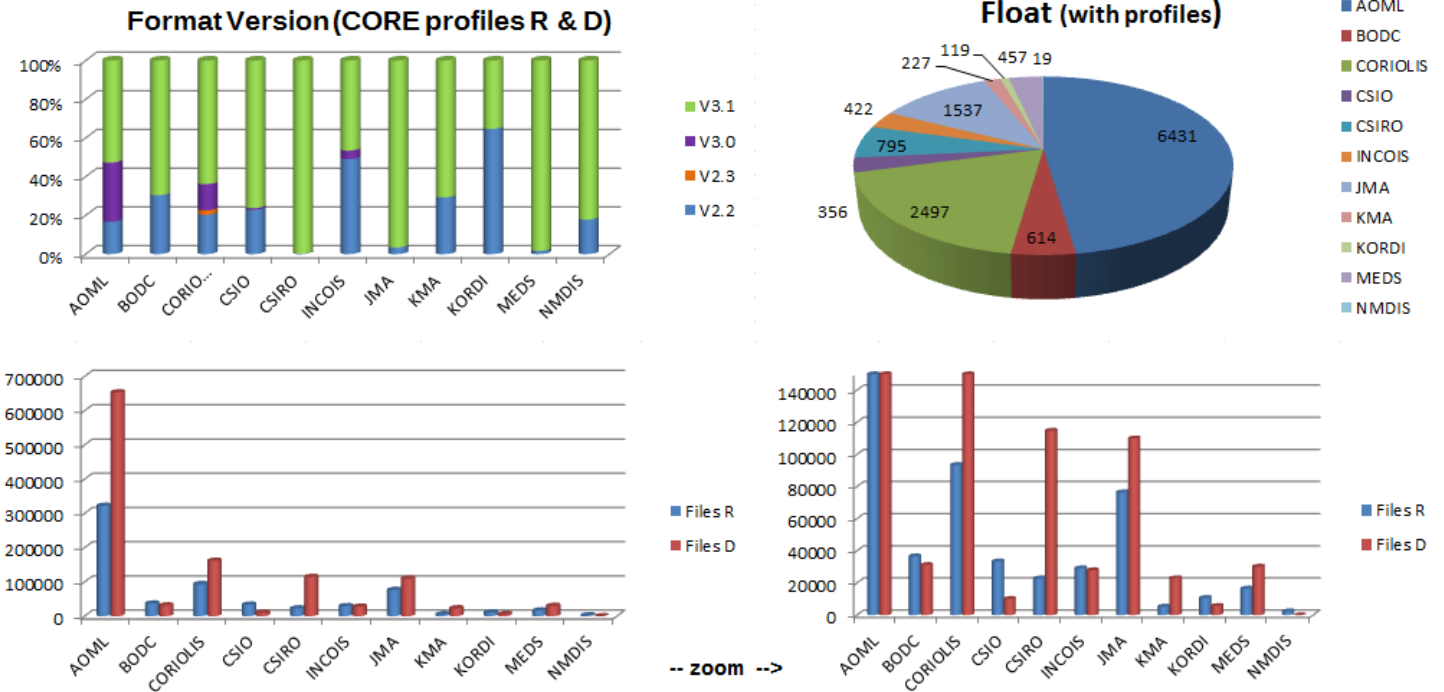 Format Version (CORE profiles R & D)
100%
80%
60%
40%
20%
0%
AOML
BODC
CORIO...
CSIO
CSIRO
INCOIS
JMA
KMA
KORDI
MEDS
NMDIS
V3.1
V3.0
V2.3
V2.2
Float (with profiles)
6431
614
2497
356
795
422
1537
227
119
457
19
AOML
BODC
CORIOLIS
CSIO
CSIRO
INCOIS
JMA
KMA
KORDI
MEDS
NMDIS
700000
600000
500000
400000
300000
200000
100000
0
AOML
BODC
CORIOLIS
CSIO
CSIRO
INCOIS
JMA
KMA
KORDI
MEDS
NMDIS
Files R
Files D
-- zoom -->
140000
120000
100000
80000
60000
40000
20000
0
AOML
BODC
CORIOLIS
CSIO
CSIRO
INCOIS
JMA
KMA
KORDI
MEDS
NMDIS
Files R
Files D